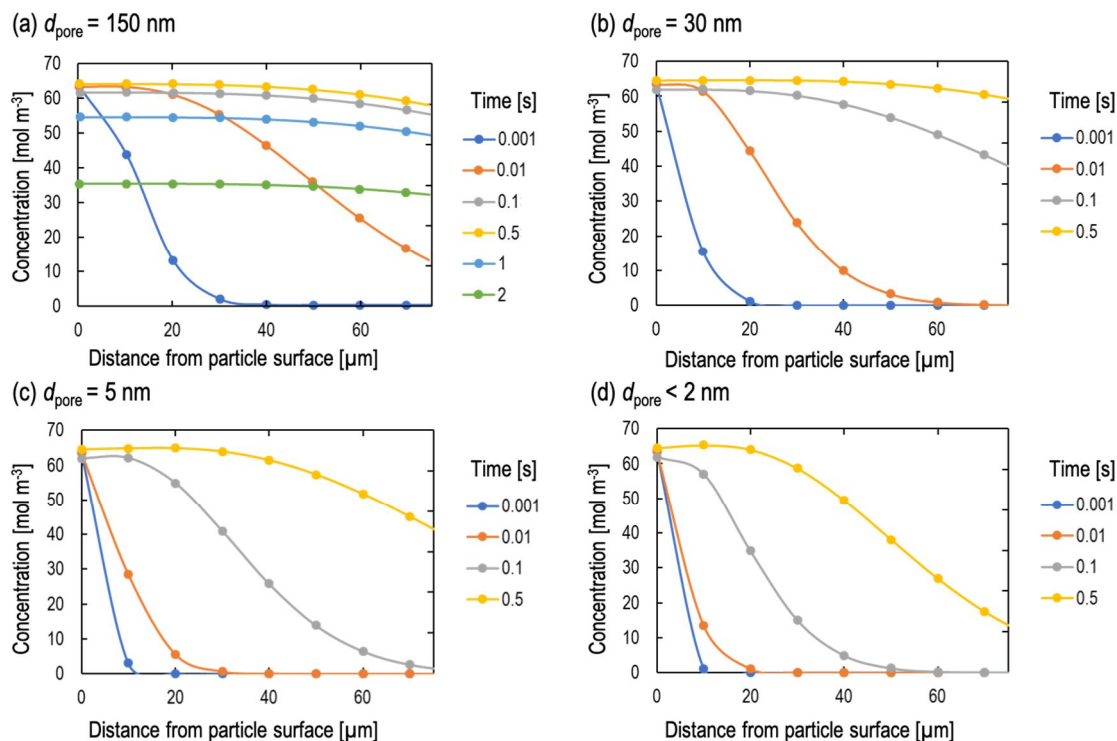 (a) dpore = 150 nm
Concentration [mol m-3]
70
60
50
40
30
20
10
0
0 20 40 60
Distance from particle surface [µm]
Time [s]
0.001
0.01
0.1
0.5
1
2
(b) dpore = 30 nm
Concentration [mol m-3]
70
60
50
40
30
20
10
0
0 20 40 60
Distance from particle surface [µm]
Time [s]
0.001
0.01
0.1
0.5
(c) dpore = 5 nm
Concentration [mol m-3]
70
60
50
40
30
20
10
0
0 20 40 60
Distance from particle surface [µm]
Time [s]
0.001
0.01
0.1
0.5
(d) dpore < 2 nm
Concentration [mol m-3]
70
60
50
40
30
20
10
0
0 20 40 60
Distance from particle surface [µm]
Time [s]
0.001
0.01
0.1
0.5